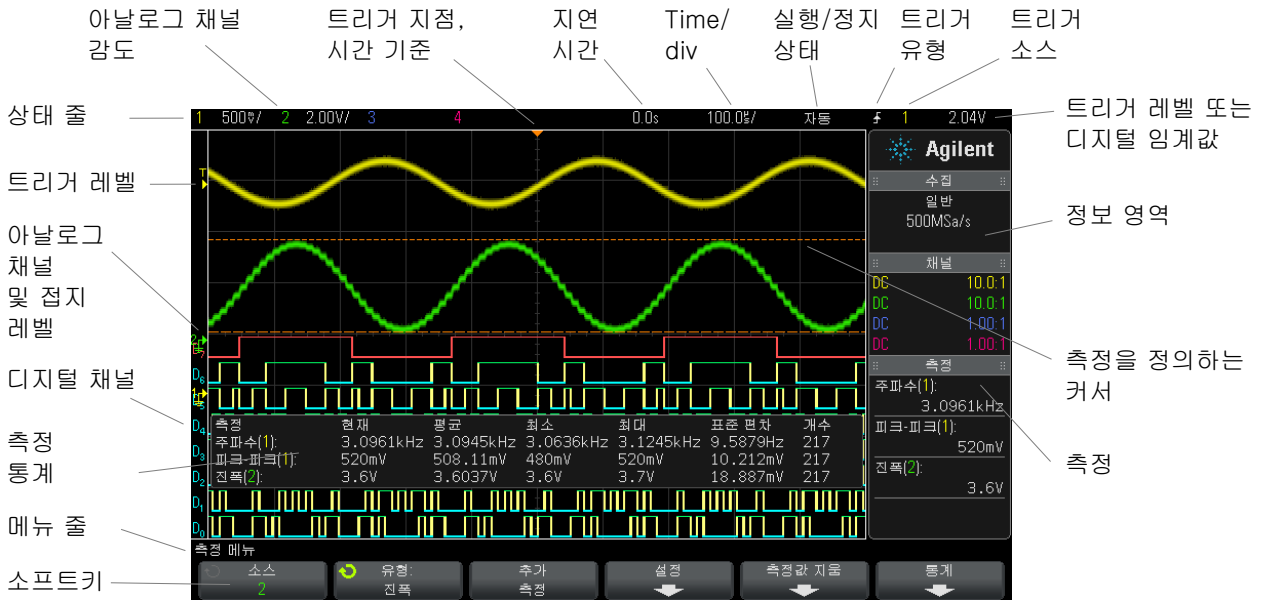 아날로그 채널
감도
트리거 지점,
시간 기준
지연
시간
Time/
div
실행/정지
상태
트리거
유형
트리거
소스
상태 줄
1 500mV/ 2 2.00V/ 3 4 0.0s 100.0us/ 자동 1 2.04V
트리거 레벨 또는
디지털 임계값
Agilent
트리거 레벨
T
수집
일반
500MSa/s
정보 영역
아날로그
채널
및 접지
레벨
채널
DC 10.0:1
DC 10.0:1
DC 1.00:1
DC 1.00:1
측정을 정의하는
커서
디지털 채널
D6
D4
D3
D2
D1
D0
측정
주파수(1):
3.0961kHz
피크-피크(1):
520mV
진폭(2):
3.6V
측정
측정
통계
측정 현재 평균 최소 최대 표준 편차 개수
주파수(1): 3.0961kHz 3.0945kHz 3.0636kHz 3.1245kHz 9.5879Hz 217
피크-피크(1): 520mV 508.11mV 480mV 520mV 10.212mV 217
진폭(2): 3.6V 3.6037V 3.6V 3.7V 18.887mV 217
메뉴 줄
측정 메뉴
소프트키
소스
2
유형:
진폭
추가
측정
설정
측정값 지움
통계